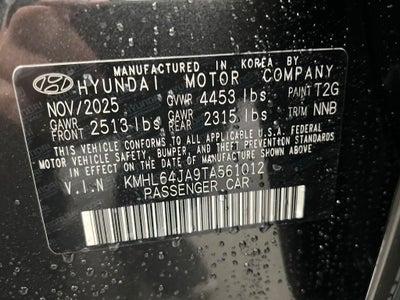 MANUFACTURED IN KOREA BY
HYUNDAI MOTOR COMPANY
NOV/2025 GVWR 4453 lbs PAINT T2G
GAWR FRONT 2513 lbs GAWR REAR 2315 lbs TRIM NNB
THIS VEHICLE CONFORMS TO ALL APPLICABLE U.S.A FEDERAL
MOTOR VEHICLE SAFETY, BUMPER, AND THEFT PREVENTION
STANDARDS IN EFFECT ON THE DATE OF
MANUFACTURE SHOWN ABOVE.
V.I.N KMHL64JA9TA561012
PASSENGER CAR